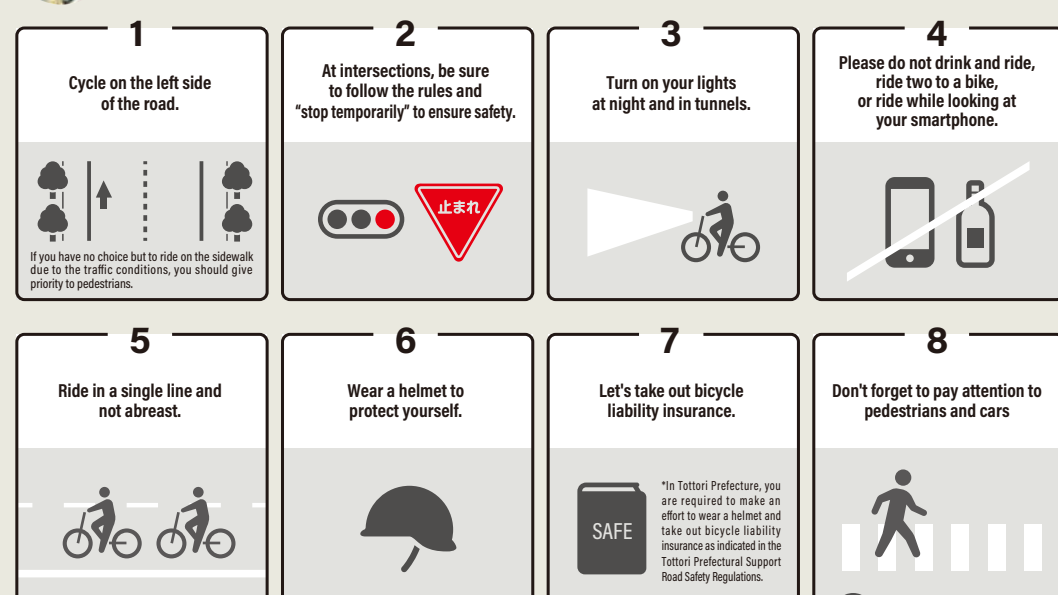 1
Cycle on the left side
of the road.
If you have no choice but to ride on the sidewalk
due to the traffic conditions, you should give
priority to pedestrians.
2
At intersections, be sure
to follow the rules and
“stop temporarily” to ensure safety.
止まれ
3
Turn on your lights
at night and in tunnels.
4
Please do not drink and ride,
ride two to a bike,
or ride while looking at
your smartphone.
5
Ride in a single line and
not abreast.
6
Wear a helmet to
protect yourself.
7
Let's take out bicycle
liability insurance.
SAFE
*In Tottori Prefecture, you
are required to make an
effort to wear a helmet and
take out bicycle liability
insurance as indicated in the
Tottori Prefectural Support
Road Safety Regulations.
8
Don't forget to pay attention to
pedestrians and cars